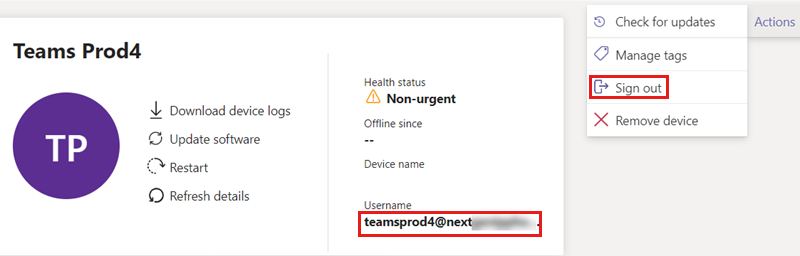 Teams Prod4
TP
Download device logs
Update software
Restart
Refresh details
Health status
Non-urgent
Offline since
--
Device name
Username
teamsprod4@next
Check for updates
Manage tags
Sign out
Remove device
Actions